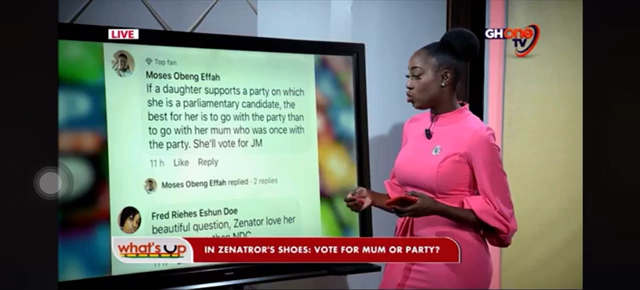 LIVE
GHone
TV
Top fan
Moses Obeng Effah
If a daughter supports a party on which
she is a parliamentary candidate, the
best for her is to go with the party than
to go with her mum who was once with
the party. She'll vote for JM
11h Like Reply
Moses Obeng Effah replied · 2 replies
Fred Riehes Eshun Doe
beautiful question, Zenator love her
than NDC
what's up
IN ZENATROR'S SHOES: VOTE FOR MUM OR PARTY?